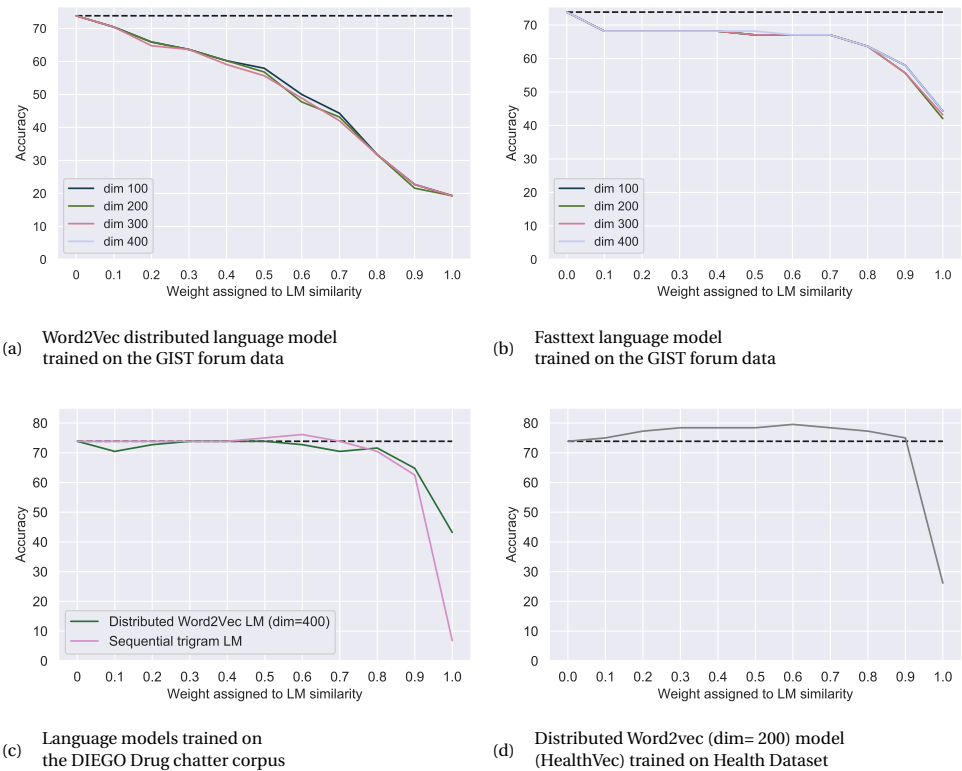 70
60
50
40
30
20
10
0
Accuracy
dim 100
dim 200
dim 300
dim 400
0 0.1 0.2 0.3 0.4 0.5 0.6 0.7 0.8 0.9 1.0
Weight assigned to LM similarity
(a) Word2Vec distributed language model
trained on the GIST forum data
70
60
50
40
30
20
10
0
Accuracy
dim 100
dim 200
dim 300
dim 400
0.0 0.1 0.2 0.3 0.4 0.5 0.6 0.7 0.8 0.9 1.0
Weight assigned to LM similarity
(b) Fasttext language model
trained on the GIST forum data
80
70
60
50
40
30
20
10
0
Accuracy
Distributed Word2Vec LM (dim=400)
Sequential trigram LM
0 0.1 0.2 0.3 0.4 0.5 0.6 0.7 0.8 0.9 1.0
Weight assigned to LM similarity
(c) Language models trained on
the DIEGO Drug chatter corpus
80
70
60
50
40
30
20
10
0
Accuracy
0.0 0.1 0.2 0.3 0.4 0.5 0.6 0.7 0.8 0.9 1.0
Weight assigned to LM similarity
(d) Distributed Word2vec (dim= 200) model
(HealthVec) trained on Health Dataset